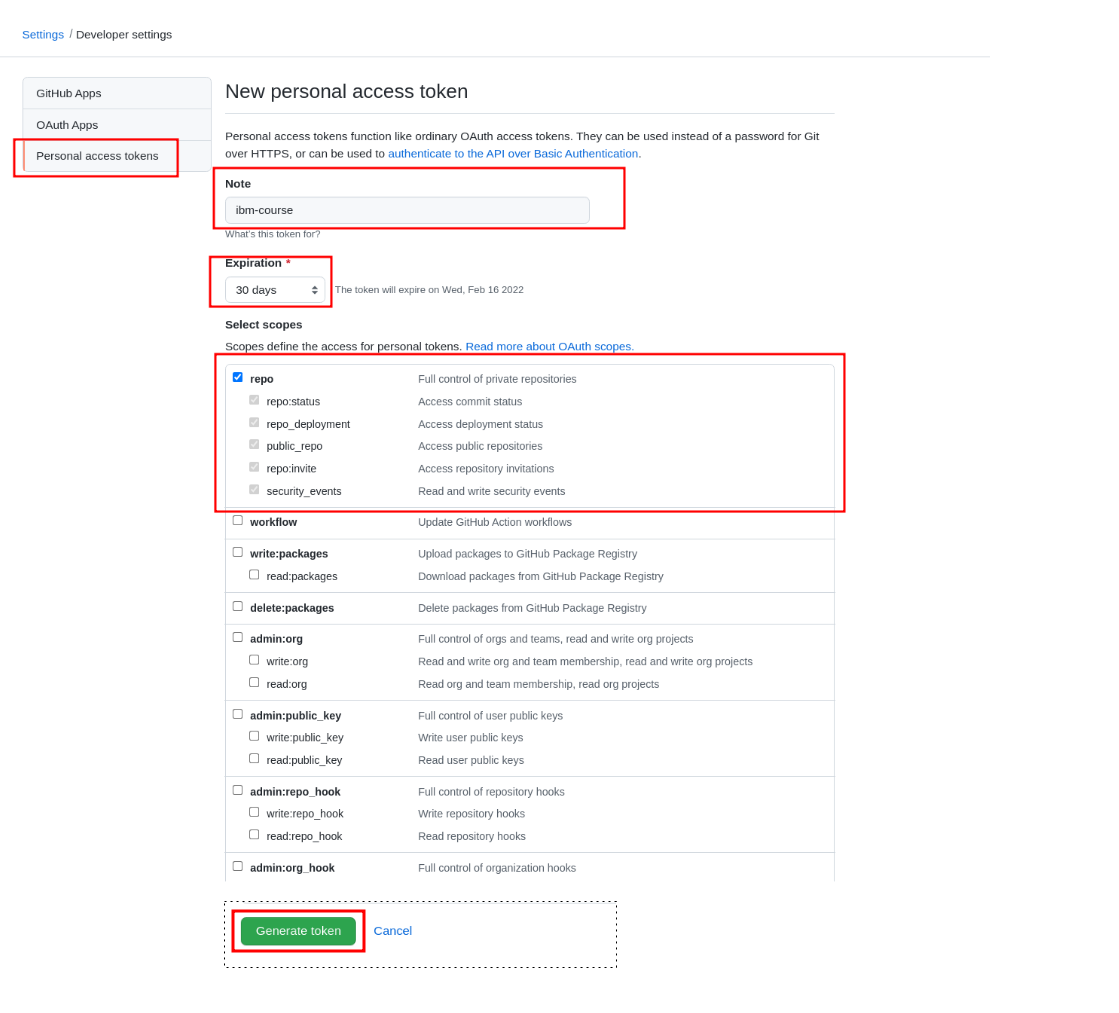 Settings / Developer settings
GitHub Apps
OAuth Apps
Personal access tokens
New personal access token
Personal access tokens function like ordinary OAuth access tokens. They can be used instead of a password for Git
over HTTPS, or can be used to authenticate to the API over Basic Authentication.
Note
ibm-course
What's this token for?
Expiration *
30 days The token will expire on Wed, Feb 16 2022
Select scopes
Scopes define the access for personal tokens. Read more about OAuth scopes.
repo Full control of private repositories
repo:status Access commit status
repo_deployment Access deployment status
public_repo Access public repositories
repo:invite Access repository invitations
security_events Read and write security events
workflow Update GitHub Action workflows
write:packages Upload packages to GitHub Package Registry
read:packages Download packages from GitHub Package Registry
delete:packages Delete packages from GitHub Package Registry
admin:org Full control of orgs and teams, read and write org projects
write:org Read and write org and team membership, read and write org projects
read:org Read org and team membership, read org projects
admin:public_key Full control of user public keys
write:public_key Write user public keys
read:public_key Read user public keys
admin:repo_hook Full control of repository hooks
write:repo_hook Write repository hooks
read:repo_hook Read repository hooks
admin:org_hook Full control of organization hooks
Generate token Cancel